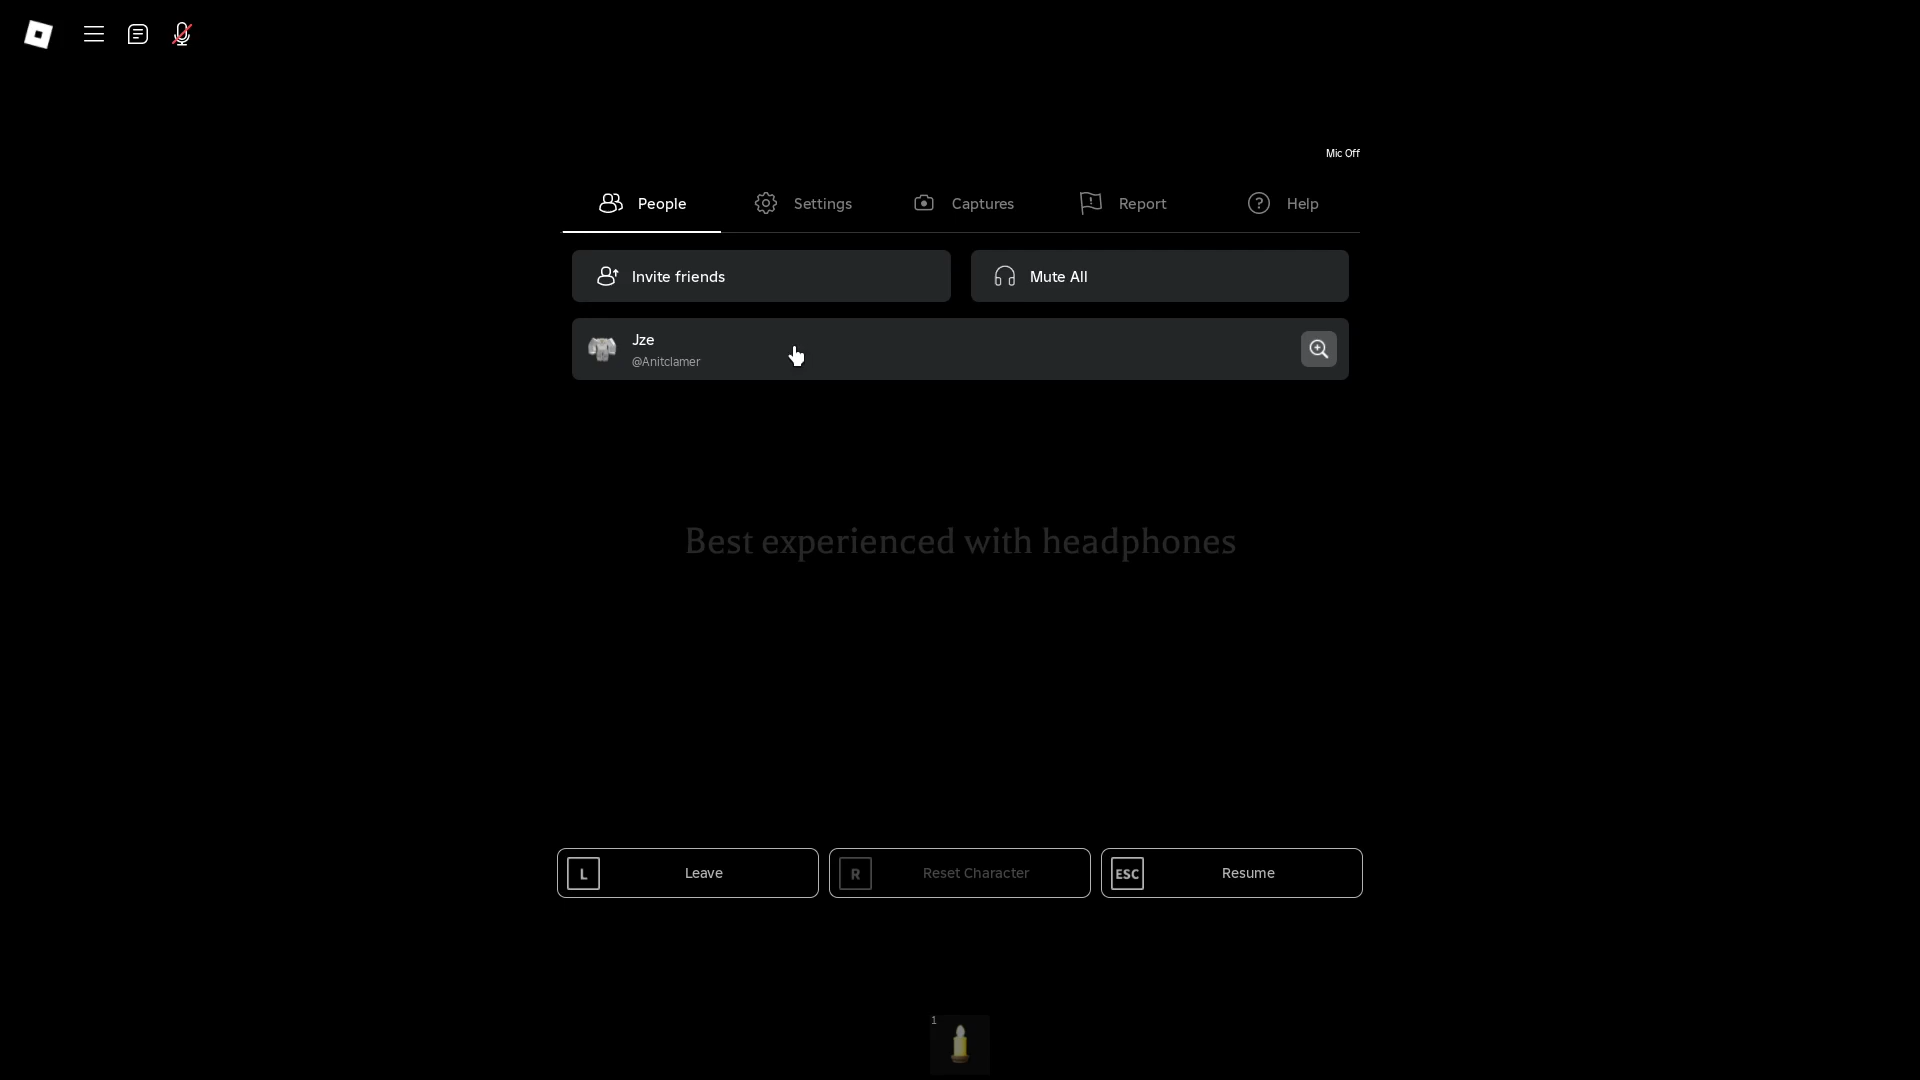 Mic Off
People
Settings
Captures
Report
Help
Invite friends
Mute All
Jze
@Anitclamer
Best experienced with headphones
L Leave
R Reset Character
ESC Resume
1